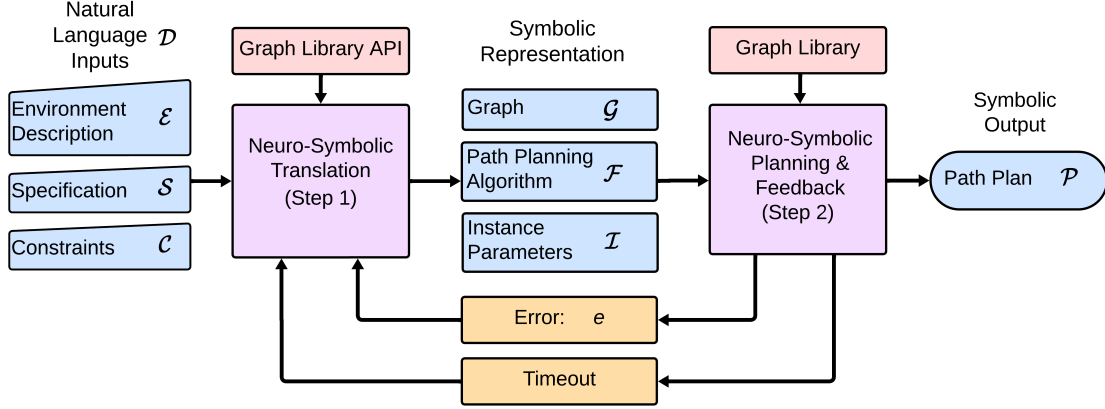 Natural
Language 𝒟
Inputs
Environment
Description ℰ
Specification 𝒮
Constraints 𝒞
Graph Library API
Neuro-Symbolic
Translation
(Step 1)
Symbolic
Representation
Graph 𝒢
Path Planning
Algorithm ℱ
Instance
Parameters ℐ
Error: e
Timeout
Graph Library
Neuro-Symbolic
Planning &
Feedback
(Step 2)
Symbolic
Output
Path Plan 𝒫